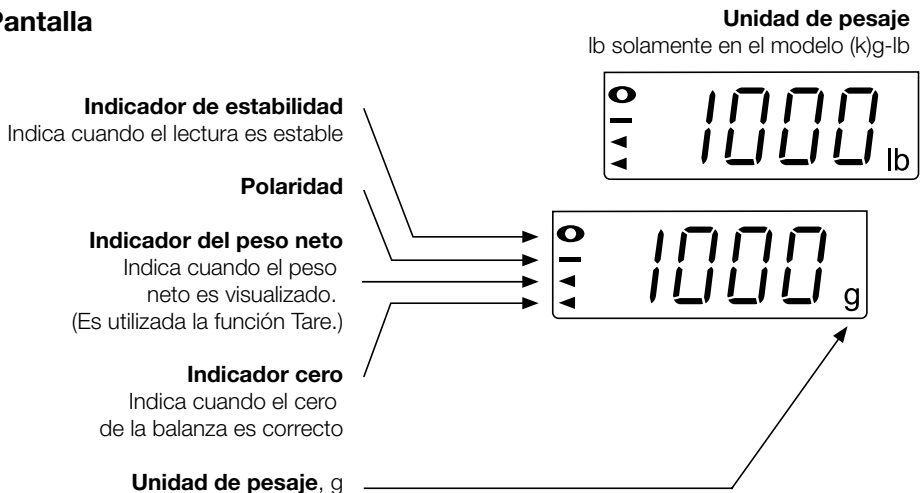 Pantalla
Unidad de pesaje
lb solamente en el modelo (k)g-lb
1000 lb
Indicador de estabilidad
Indica cuando el lectura es estable
Polaridad
Indicador del peso neto
Indica cuando el peso
neto es visualizado.
(Es utilizada la función Tare.)
1000 g
Indicador cero
Indica cuando el cero
de la balanza es correcto
Unidad de pesaje, g